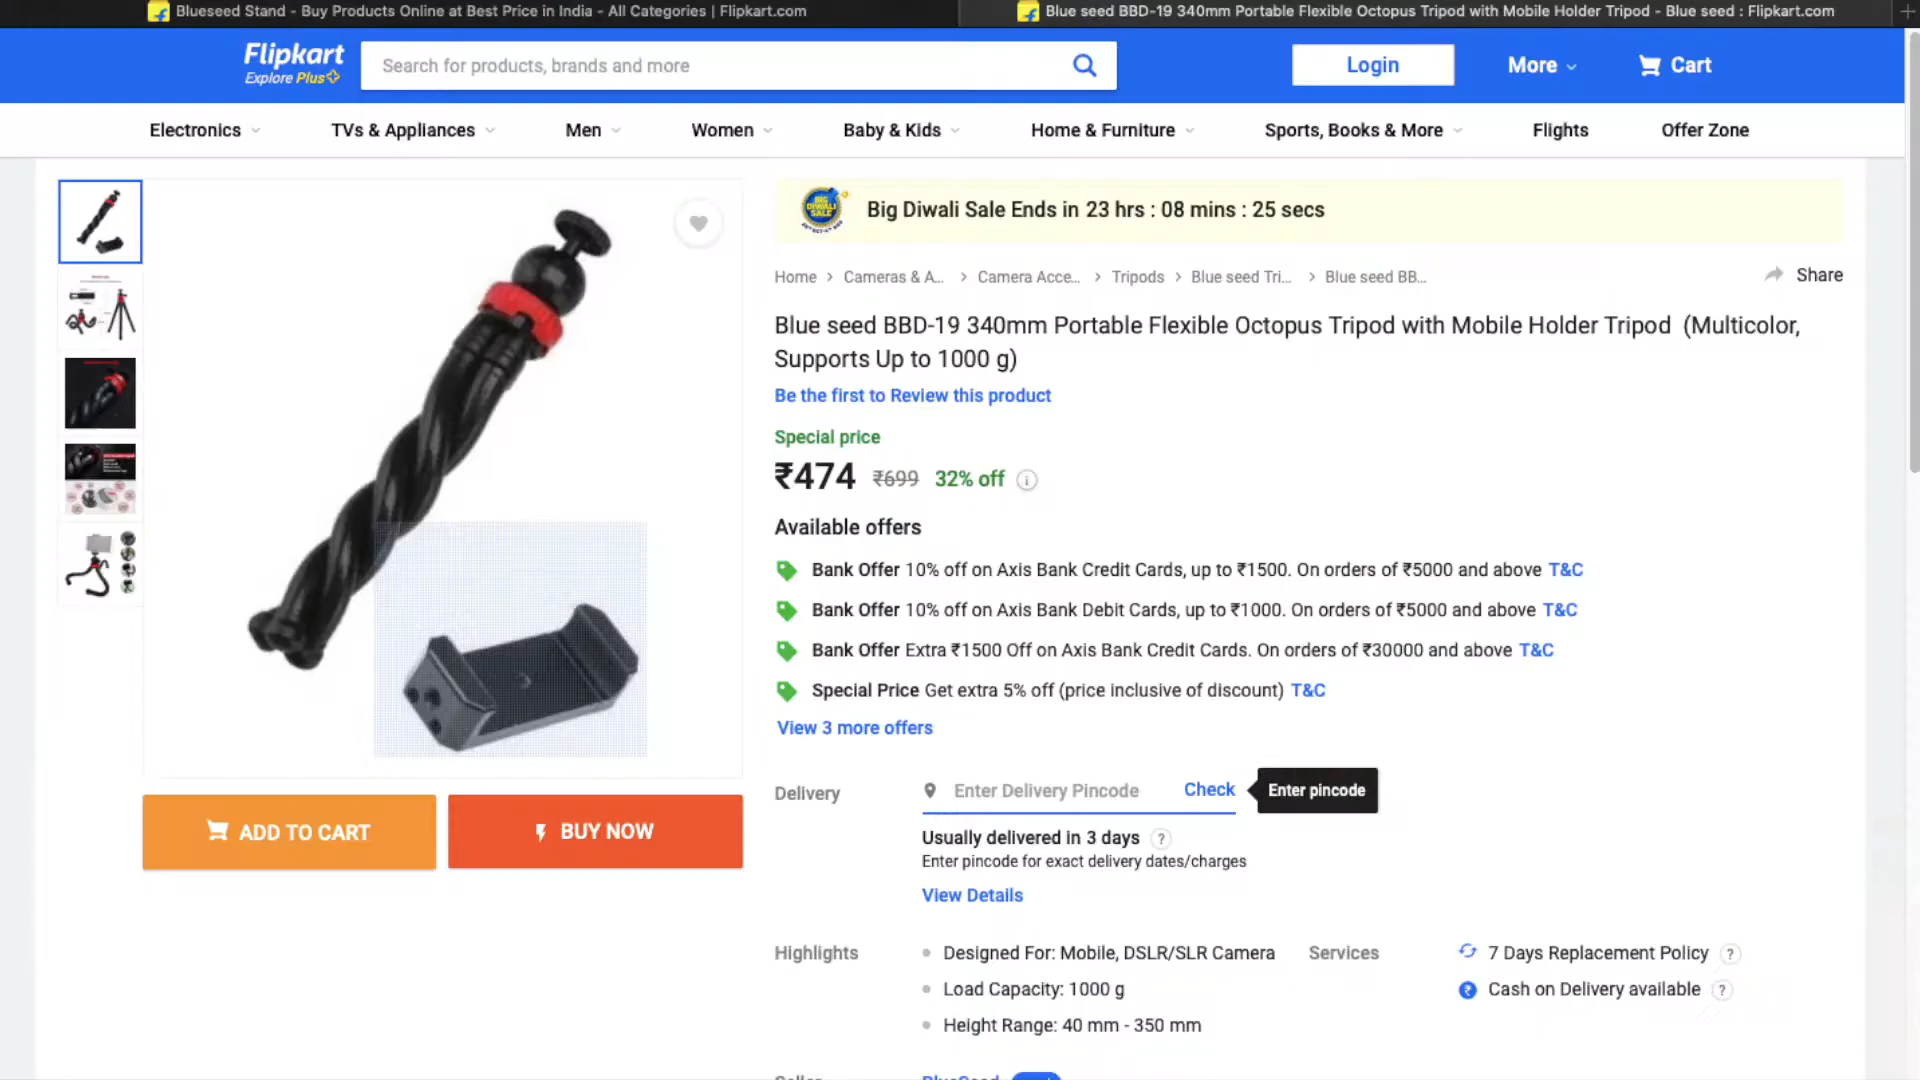 Blueseed Stand - Buy Products Online at Best Price in India - All Categories | Flipkart.com
Blue seed BBD-19 340mm Portable Flexible Octopus Tripod with Mobile Holder Tripod - Blue seed : Flipkart.com
Flipkart
Explore Plus
Search for products, brands and more
Login
More
Cart
Electronics
TVs & Appliances
Men
Women
Baby & Kids
Home & Furniture
Sports, Books & More
Flights
Offer Zone
BIG DIWALI SALE
Big Diwali Sale Ends in 23 hrs : 08 mins : 25 secs
Home > Cameras & A... > Camera Acce... > Tripods > Blue seed Tri... > Blue seed BB...
Share
Blue seed BBD-19 340mm Portable Flexible Octopus Tripod with Mobile Holder Tripod (Multicolor,
Supports Up to 1000 g)
Be the first to Review this product
Special price
₹474 ₹699 32% off
Available offers
Bank Offer 10% off on Axis Bank Credit Cards, up to ₹1500. On orders of ₹5000 and above T&C
Bank Offer 10% off on Axis Bank Debit Cards, up to ₹1000. On orders of ₹5000 and above T&C
Bank Offer Extra ₹1500 Off on Axis Bank Credit Cards. On orders of ₹30000 and above T&C
Special Price Get extra 5% off (price inclusive of discount) T&C
View 3 more offers
Delivery
Enter Delivery Pincode
Check
Enter pincode
Usually delivered in 3 days ?
Enter pincode for exact delivery dates/charges
View Details
ADD TO CART
BUY NOW
Highlights
Designed For: Mobile, DSLR/SLR Camera
Load Capacity: 1000 g
Height Range: 40 mm - 350 mm
Services
7 Days Replacement Policy ?
Cash on Delivery available ?